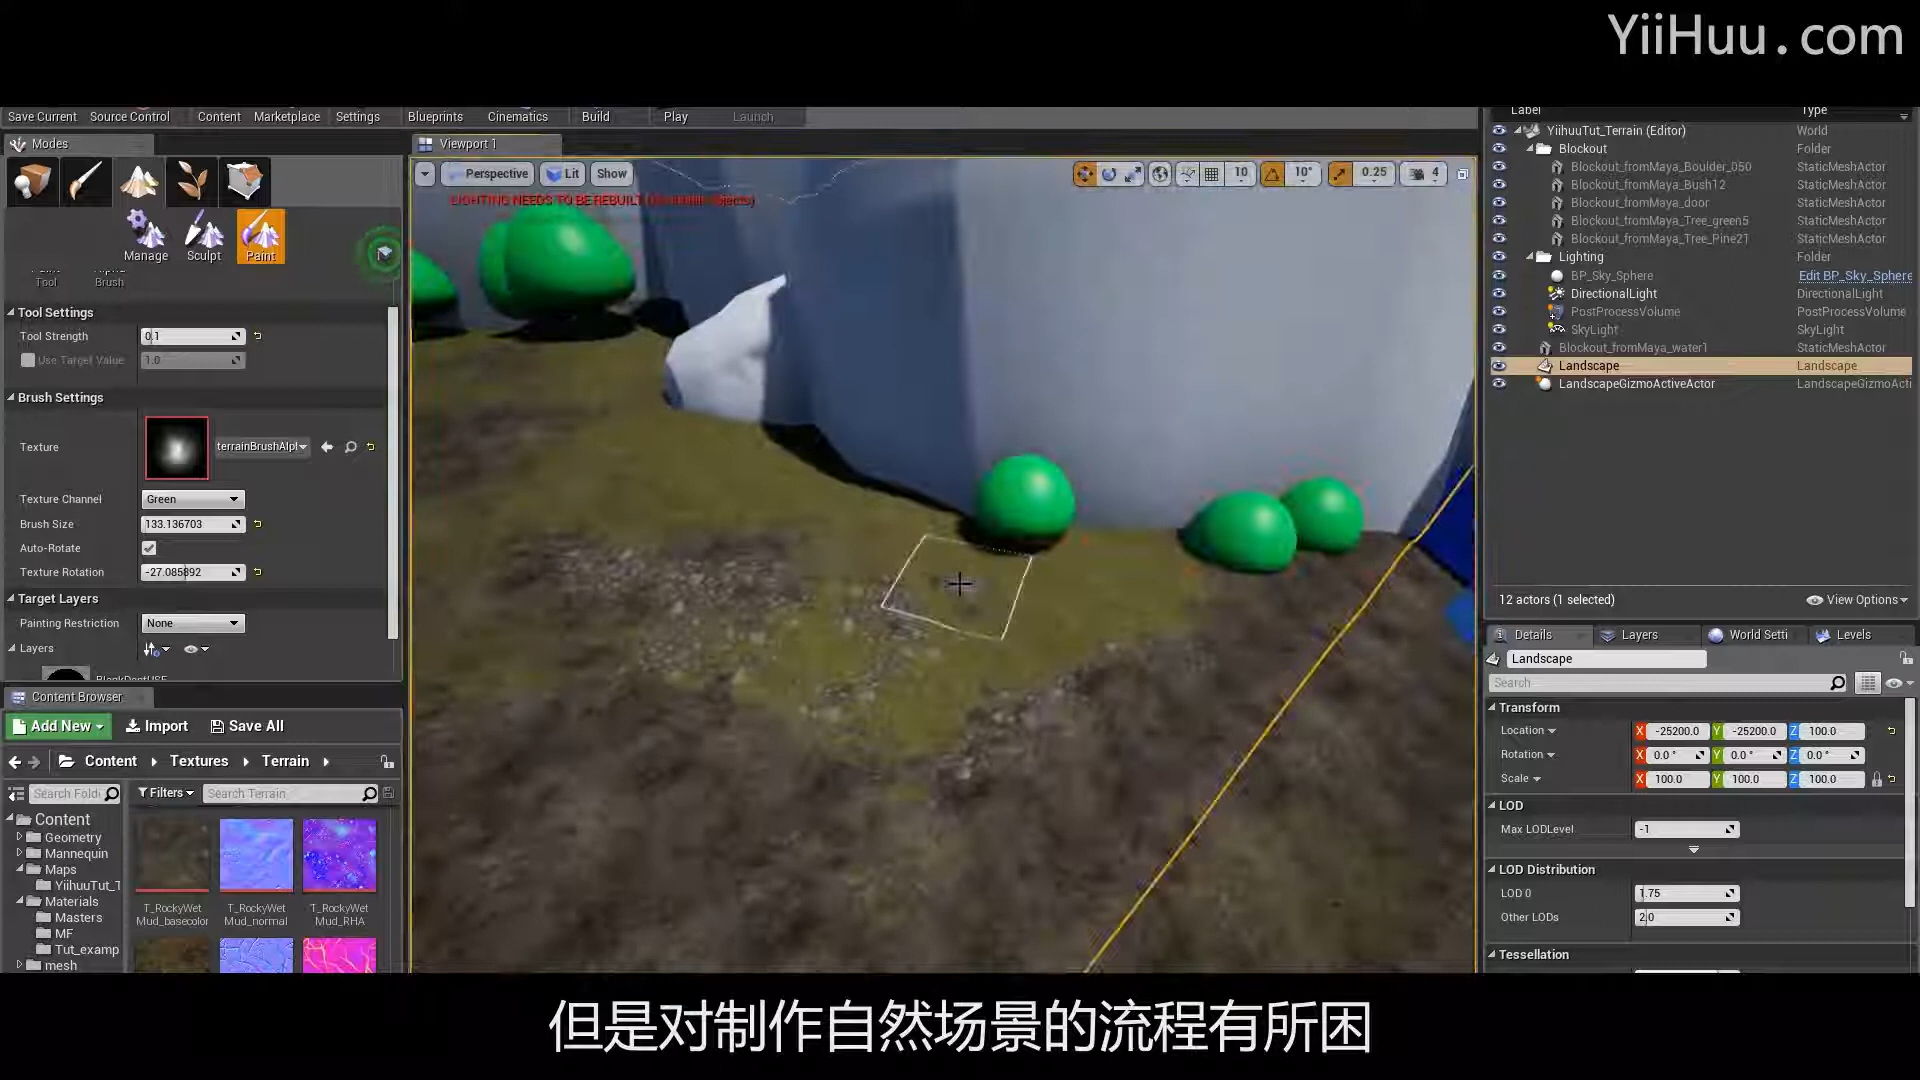 YiiHuu.com
Save Current Source Control Content Marketplace Settings Blueprints Cinematics Build Play Launch
Modes
Manage Sculpt Paint
Tool Brush
Tool Settings
Tool Strength 0.1
Use Target Value 1.0
Brush Settings
Texture terrainBrushAlpl
Texture Channel Green
Brush Size 133.136703
Auto-Rotate
Texture Rotation -27.085892
Target Layers
Painting Restriction None
Layers
Viewport 1
Perspective Lit Show 10 10° 0.25 4
LIGHTING NEEDS TO BE REBUILT
Label Type
YiihuuTut_Terrain (Editor) World
Blockout Folder
Blockout_fromMaya_Boulder_050 StaticMeshActor
Blockout_fromMaya_Bush12 StaticMeshActor
Blockout_fromMaya_door StaticMeshActor
Blockout_fromMaya_Tree_green5 StaticMeshActor
Blockout_fromMaya_Tree_Pine21 StaticMeshActor
Lighting Folder
BP_Sky_Sphere Edit BP_Sky_Sphere
DirectionalLight DirectionalLight
PostProcessVolume PostProcessVolume
SkyLight SkyLight
Blockout_fromMaya_water1 StaticMeshActor
Landscape Landscape
LandscapeGizmoActiveActor LandscapeGizmoActi
12 actors (1 selected) View Options
Details Layers World Setti Levels
Landscape
Search
Transform
Location X -25200.0 Y -25200.0 Z 100.0
Rotation X 0.0 ° Y 0.0 ° Z 0.0 °
Scale X 100.0 Y 100.0 Z 100.0
LOD
Max LODLevel -1
LOD Distribution
LOD 0 1.75
Other LODs 2.0
Tessellation
Content Browser
Add New Import Save All
Content Textures Terrain
Search Fold Filters Search Terrain
Content
Geometry
Mannequin
Maps
YiihuuTut_T
Materials
Masters
MF
Tut_examp
mesh
T_RockyWet
Mud_basecolor
T_RockyWet
Mud_normal
T_RockyWet
Mud_RHA
但是对制作自然场景的流程有所困